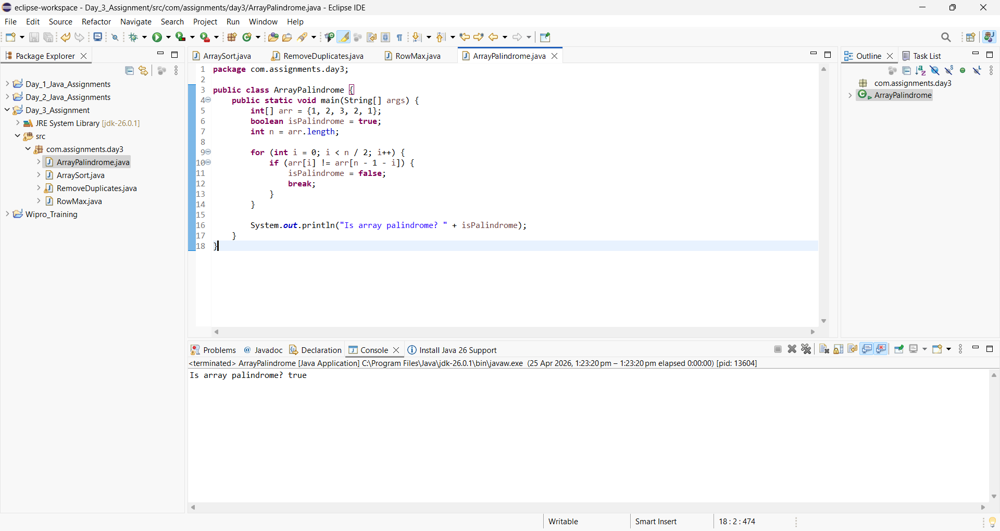 eclipse-workspace - Day_3_Assignment/src/com/assignments/day3/ArrayPalindrome.java - Eclipse IDE
File Edit Source Refactor Navigate Search Project Run Window Help
Package Explorer
Day_1_Java_Assignments
Day_2_Java_Assignments
Day_3_Assignment
JRE System Library [jdk-26.0.1]
src
com.assignments.day3
ArrayPalindrome.java
ArraySort.java
RemoveDuplicates.java
RowMax.java
Wipro_Training
ArraySort.java RemoveDuplicates.java RowMax.java ArrayPalindrome.java
1 package com.assignments.day3;
2
3 public class ArrayPalindrome {
4     public static void main(String[] args) {
5         int[] arr = {1, 2, 3, 2, 1};
6         boolean isPalindrome = true;
7         int n = arr.length;
8
9         for (int i = 0; i < n / 2; i++) {
10             if (arr[i] != arr[n - 1 - i]) {
11                 isPalindrome = false;
12                 break;
13             }
14         }
15
16         System.out.println("Is array palindrome? " + isPalindrome);
17     }
18 }
Outline Task List
com.assignments.day3
ArrayPalindrome
Problems Javadoc Declaration Console Install Java 26 Support
<terminated> ArrayPalindrome [Java Application] C:\Program Files\Java\jdk-26.0.1\bin\javaw.exe (25 Apr 2026, 1:23:20 pm – 1:23:20 pm elapsed 0:00:00) [pid: 13604]
Is array palindrome? true
Writable Smart Insert 18 : 2 : 474